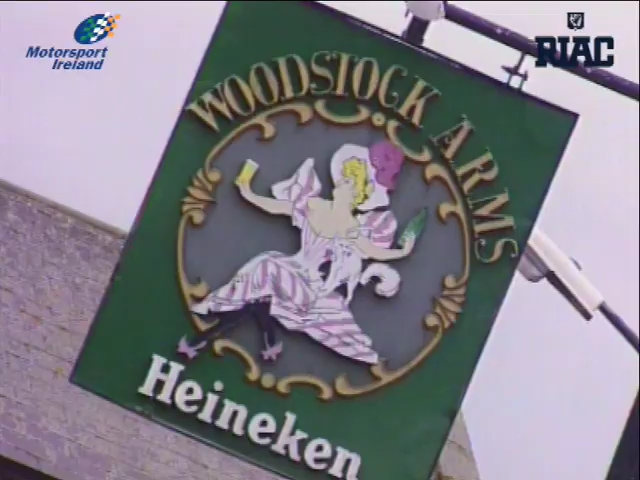 Motorsport
Ireland
RIAC
WOODSTOCK ARMS
Heineken